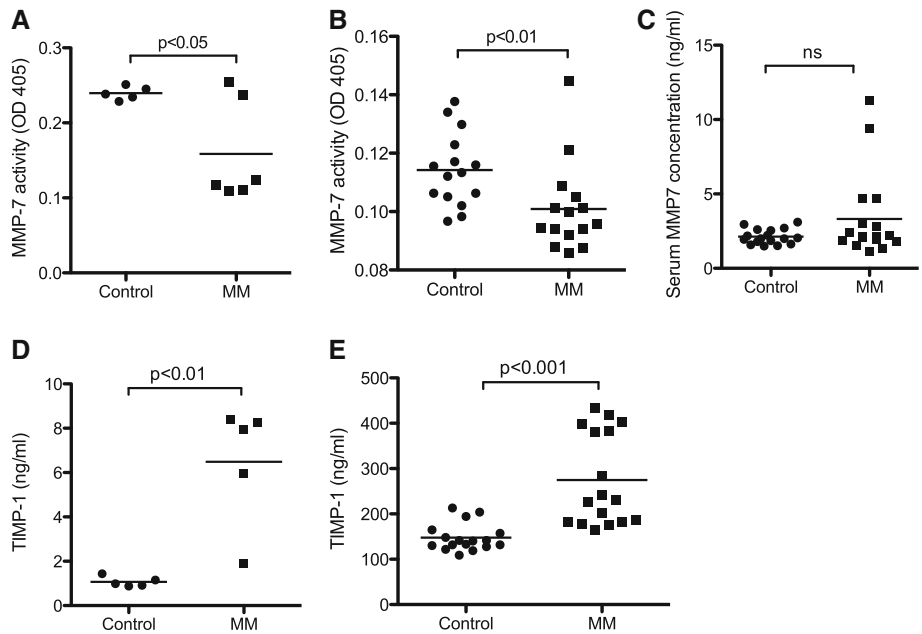 A
MMP-7 activity (OD 405)
0.3
0.2
0.1
0.0
p<0.05
Control
MM
B
MMP-7 activity (OD 405)
0.16
0.14
0.12
0.10
0.08
p<0.01
Control
MM
C
Serum MMP7 concentration (ng/ml)
15
10
5
0
ns
Control
MM
D
TIMP-1 (ng/ml)
10
8
6
4
2
0
p<0.01
Control
MM
E
TIMP-1 (ng/ml)
500
400
300
200
100
0
p<0.001
Control
MM